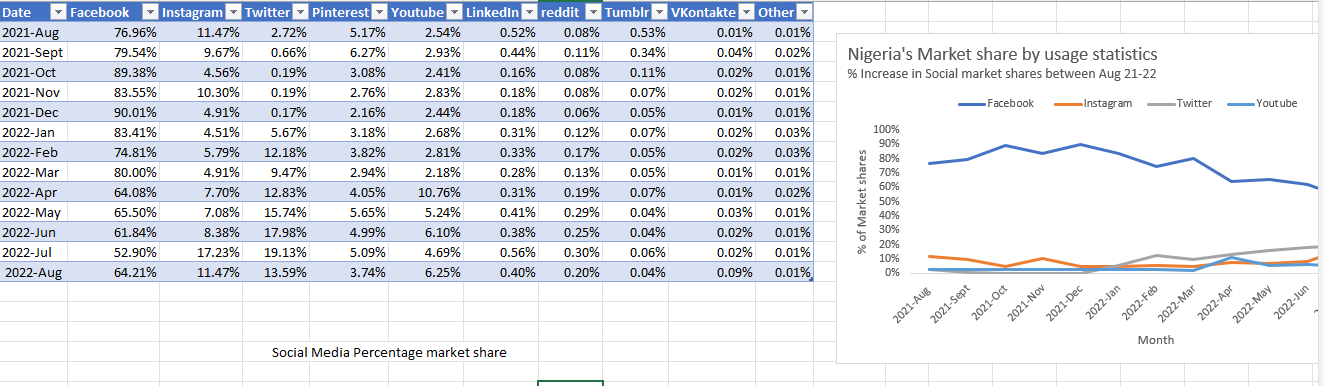 Date Facebook Instagram Twitter Pinterest Youtube LinkedIn reddit Tumblr VKontakte Other
2021-Aug 76.96% 11.47% 2.72% 5.17% 2.54% 0.52% 0.08% 0.53% 0.01% 0.01%
2021-Sept 79.54% 9.67% 0.66% 6.27% 2.93% 0.44% 0.11% 0.34% 0.04% 0.02%
2021-Oct 89.38% 4.56% 0.19% 3.08% 2.41% 0.16% 0.08% 0.11% 0.02% 0.01%
2021-Nov 83.55% 10.30% 0.19% 2.76% 2.83% 0.18% 0.08% 0.07% 0.02% 0.01%
2021-Dec 90.01% 4.91% 0.17% 2.16% 2.44% 0.18% 0.06% 0.05% 0.01% 0.01%
2022-Jan 83.41% 4.51% 5.67% 3.18% 2.68% 0.31% 0.12% 0.07% 0.02% 0.03%
2022-Feb 74.81% 5.79% 12.18% 3.82% 2.81% 0.33% 0.17% 0.05% 0.02% 0.03%
2022-Mar 80.00% 4.91% 9.47% 2.94% 2.18% 0.28% 0.13% 0.05% 0.01% 0.01%
2022-Apr 64.08% 7.70% 12.83% 4.05% 10.76% 0.31% 0.19% 0.07% 0.01% 0.02%
2022-May 65.50% 7.08% 15.74% 5.65% 5.24% 0.41% 0.29% 0.04% 0.03% 0.01%
2022-Jun 61.84% 8.38% 17.98% 4.99% 6.10% 0.38% 0.25% 0.04% 0.02% 0.01%
2022-Jul 52.90% 17.23% 19.13% 5.09% 4.69% 0.56% 0.30% 0.06% 0.02% 0.01%
2022-Aug 64.21% 11.47% 13.59% 3.74% 6.25% 0.40% 0.20% 0.04% 0.09% 0.01%
Social Media Percentage market share
Nigeria's Market share by usage statistics
% Increase in Social market shares between Aug 21-22
Facebook Instagram Twitter Youtube
% of Market shares
100%
90%
80%
70%
60%
50%
40%
30%
20%
10%
0%
2021-Aug 2021-Sept 2021-Oct 2021-Nov 2021-Dec 2022-Jan 2022-Feb 2022-Mar 2022-Apr 2022-May 2022-Jun
Month